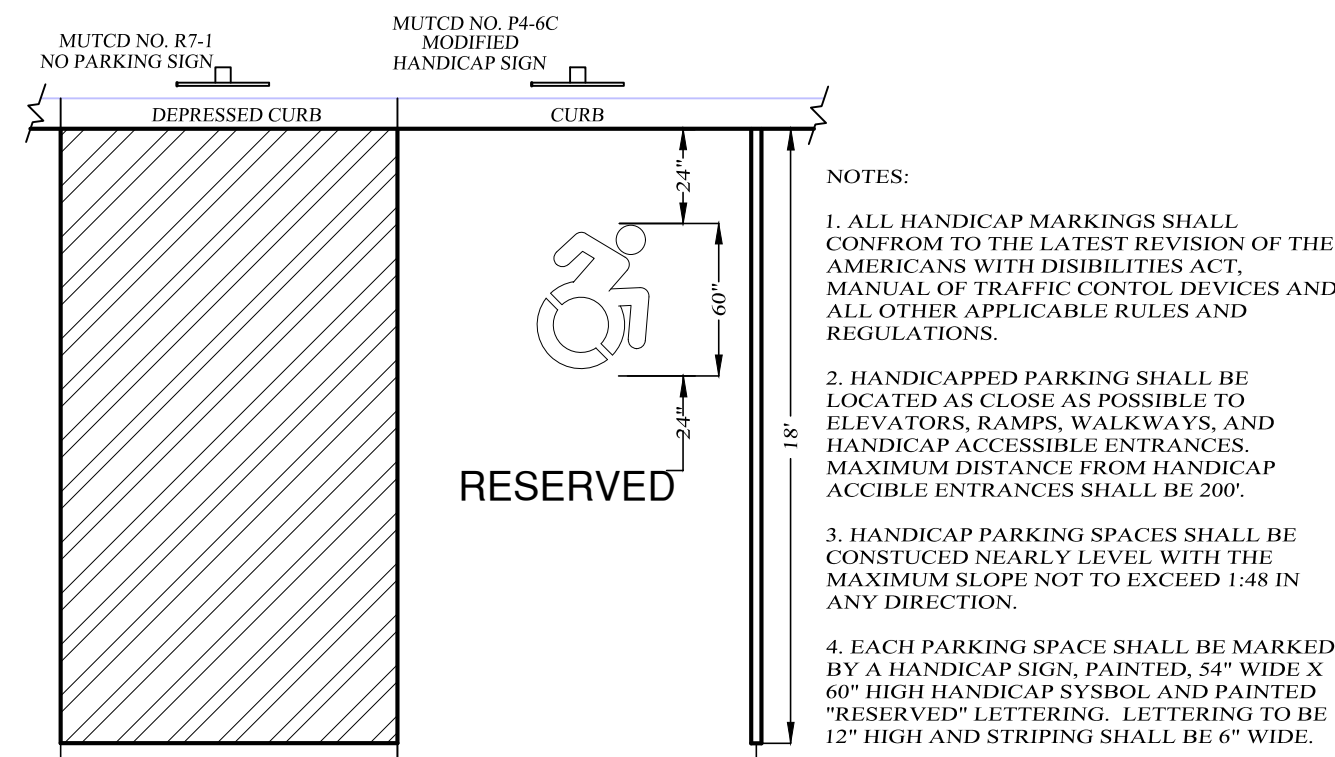 MUTCD NO. R7-1
NO PARKING SIGN
MUTCD NO. P4-6C
MODIFIED
HANDICAP SIGN
DEPRESSED CURB
CURB
24"
60"
24"
18'
RESERVED
NOTES:
1. ALL HANDICAP MARKINGS SHALL
CONFROM TO THE LATEST REVISION OF THE
AMERICANS WITH DISIBILITIES ACT,
MANUAL OF TRAFFIC CONTOL DEVICES AND
ALL OTHER APPLICABLE RULES AND
REGULATIONS.
2. HANDICAPPED PARKING SHALL BE
LOCATED AS CLOSE AS POSSIBLE TO
ELEVATORS, RAMPS, WALKWAYS, AND
HANDICAP ACCESSIBLE ENTRANCES.
MAXIMUM DISTANCE FROM HANDICAP
ACCIBLE ENTRANCES SHALL BE 200'.
3. HANDICAP PARKING SPACES SHALL BE
CONSTUCED NEARLY LEVEL WITH THE
MAXIMUM SLOPE NOT TO EXCEED 1:48 IN
ANY DIRECTION.
4. EACH PARKING SPACE SHALL BE MARKED
BY A HANDICAP SIGN, PAINTED, 54" WIDE X
60" HIGH HANDICAP SYSBOL AND PAINTED
"RESERVED" LETTERING. LETTERING TO BE
12" HIGH AND STRIPING SHALL BE 6" WIDE.